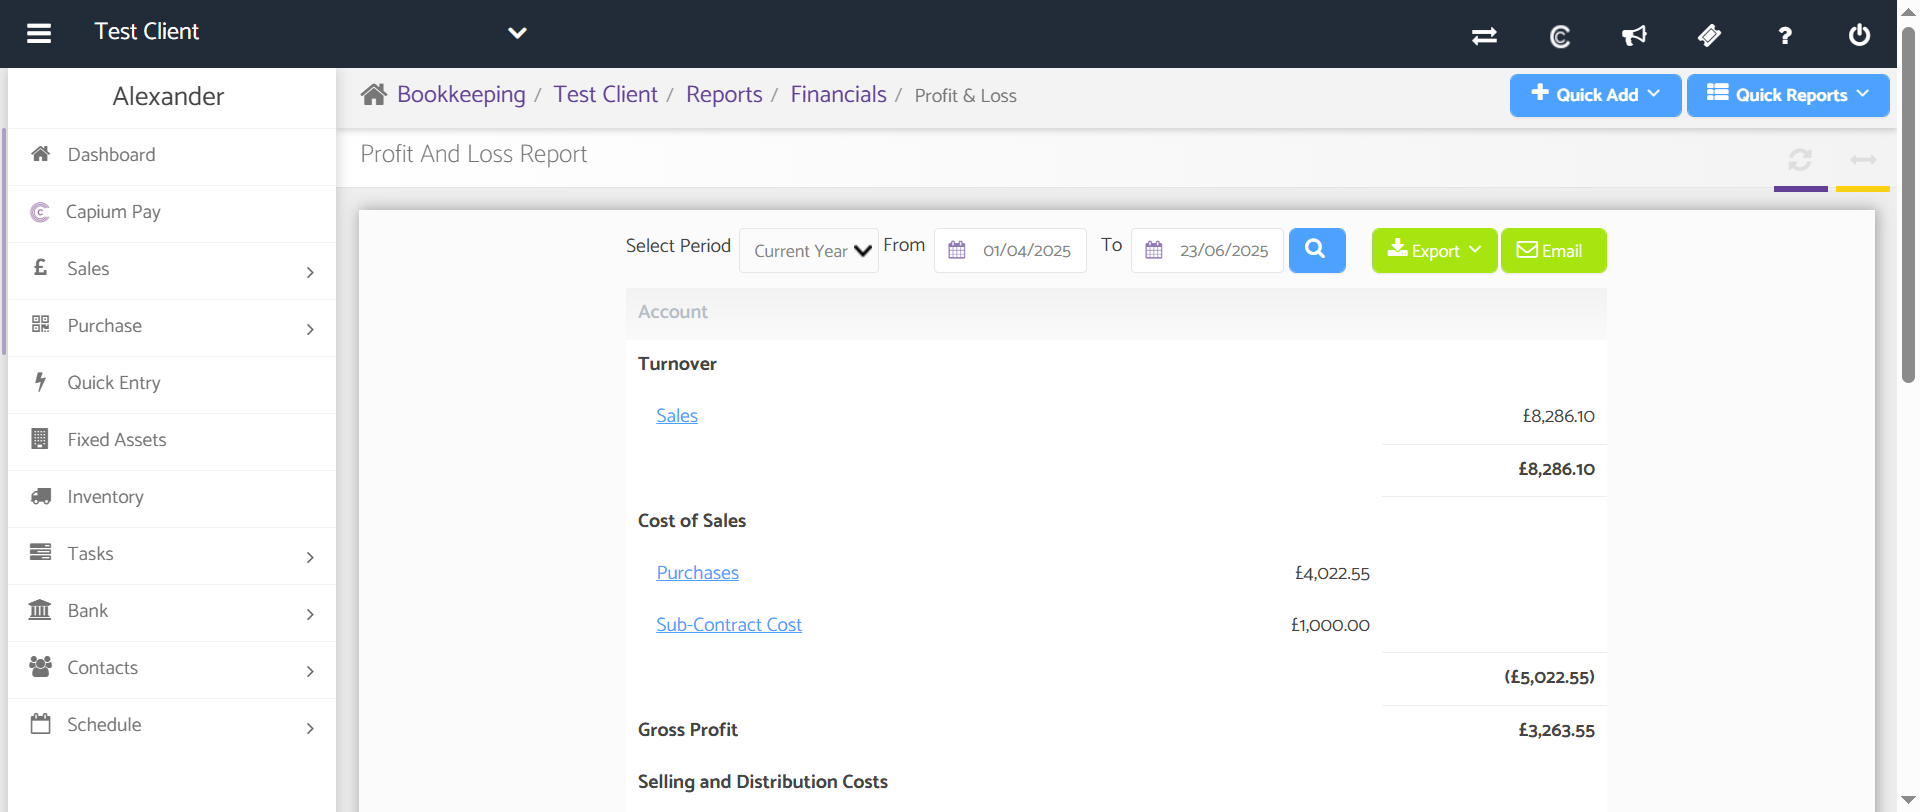 Test Client
Alexander
Bookkeeping / Test Client / Reports / Financials / Profit & Loss
Quick Add
Quick Reports
Dashboard
Capium Pay
Sales
Purchase
Quick Entry
Fixed Assets
Inventory
Tasks
Bank
Contacts
Schedule
Profit And Loss Report
Select Period Current Year From 01/04/2025 To 23/06/2025 Export Email
Account
Turnover
Sales £8,286.10
£8,286.10
Cost of Sales
Purchases £4,022.55
Sub-Contract Cost £1,000.00
(£5,022.55)
Gross Profit £3,263.55
Selling and Distribution Costs